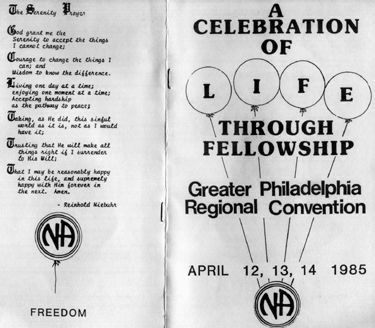 The Serenity Prayer
God grant me the
Serenity to accept the things
I cannot change;
Courage to change the things I
can; and
Wisdom to know the difference.
Living one day at a time;
enjoying one moment at a time;
Accepting hardship
as the pathway to peace;
Taking, as He did, this sinful
world as it is, not as I would
have it;
Trusting that He will make all
things right if I surrender
to His Will;
That I may be reasonably happy
in this life, and supremely
happy with Him forever in
the next. Amen.
- Reinhold Niebuhr
NA
FREEDOM
A
CELEBRATION
OF
L I F E
THROUGH
FELLOWSHIP
Greater Philadelphia
Regional Convention
APRIL 12, 13, 14 1985
NA